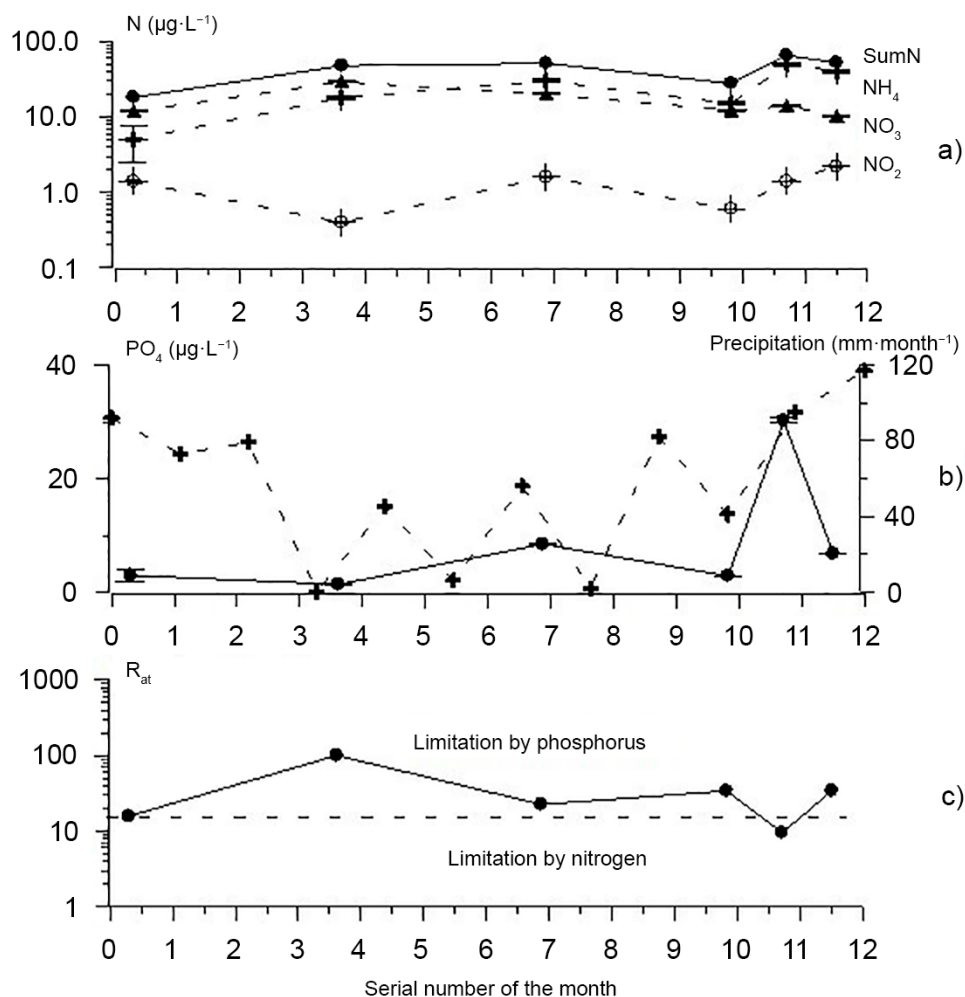 N (µg·L⁻¹)
100.0
10.0
1.0
0.1
SumN
NH₄
NO₃
NO₂
a)
0 1 2 3 4 5 6 7 8 9 10 11 12
PO₄ (µg·L⁻¹)
Precipitation (mm·month⁻¹)
40
30
20
10
0
120
80
40
0
b)
0 1 2 3 4 5 6 7 8 9 10 11 12
Rₐₜ
1000
100
10
1
Limitation by phosphorus
Limitation by nitrogen
c)
0 1 2 3 4 5 6 7 8 9 10 11 12
Serial number of the month